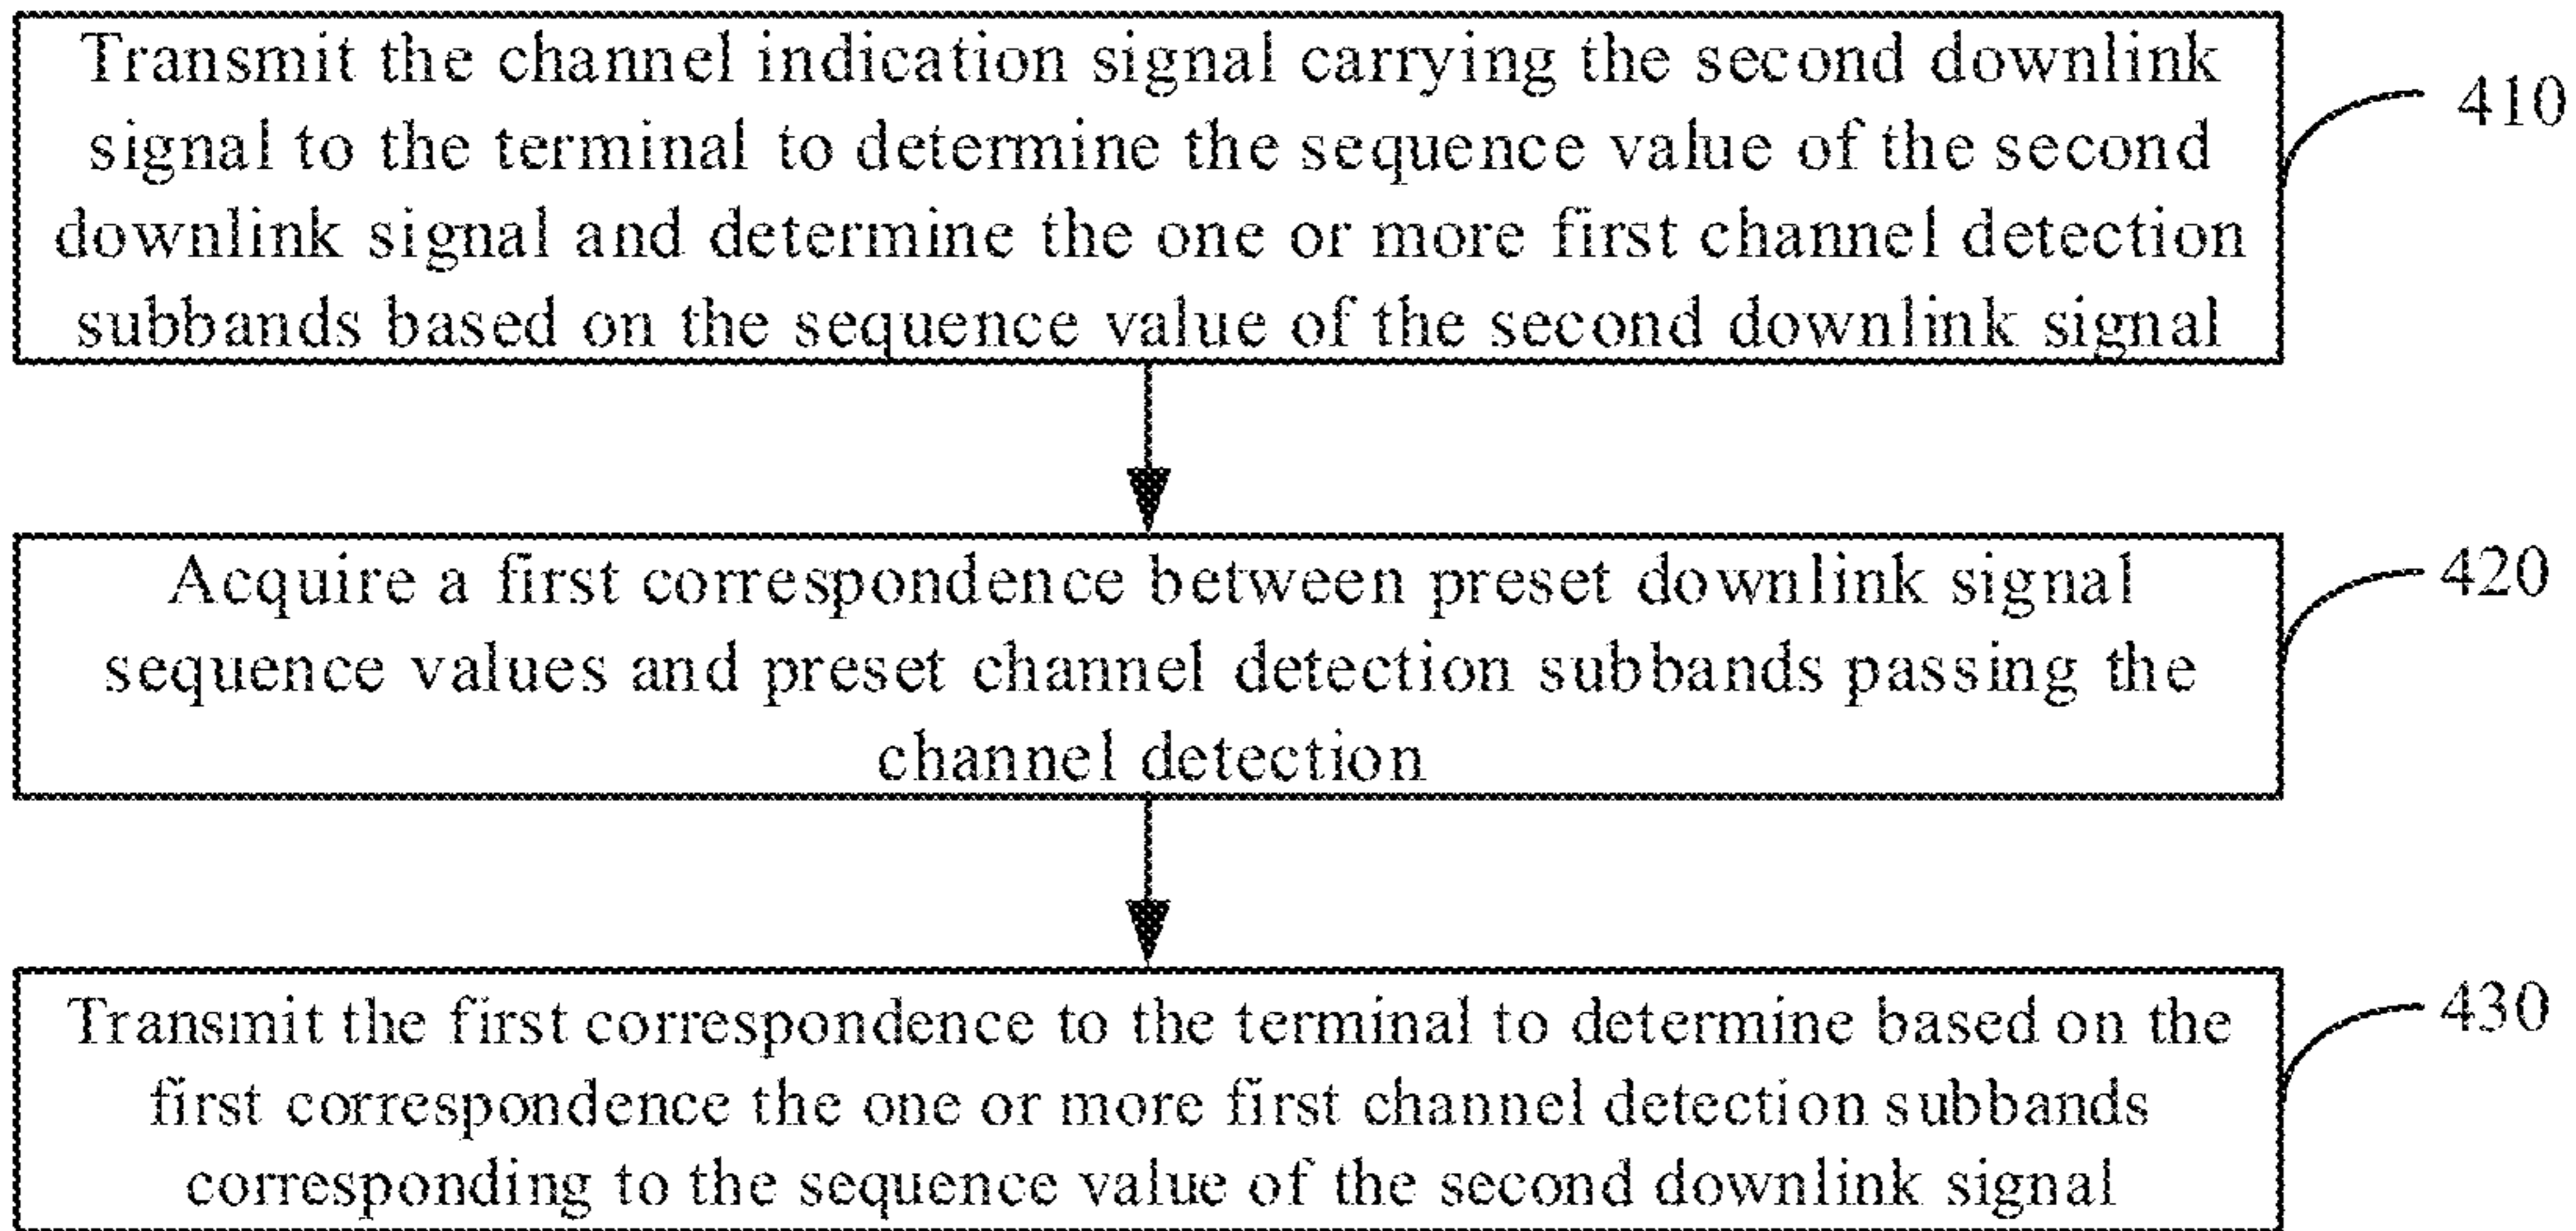 Transmit the channel indication signal carrying the second downlink
signal to the terminal to determine the sequence value of the second
downlink signal and determine the one or more first channel detection
subbands based on the sequence value of the second downlink signal
410
Acquire a first correspondence between preset downlink signal
sequence values and preset channel detection subbands passing the
channel detection
420
Transmit the first correspondence to the terminal to determine based on the
first correspondence the one or more first channel detection subbands
corresponding to the sequence value of the second downlink signal
430